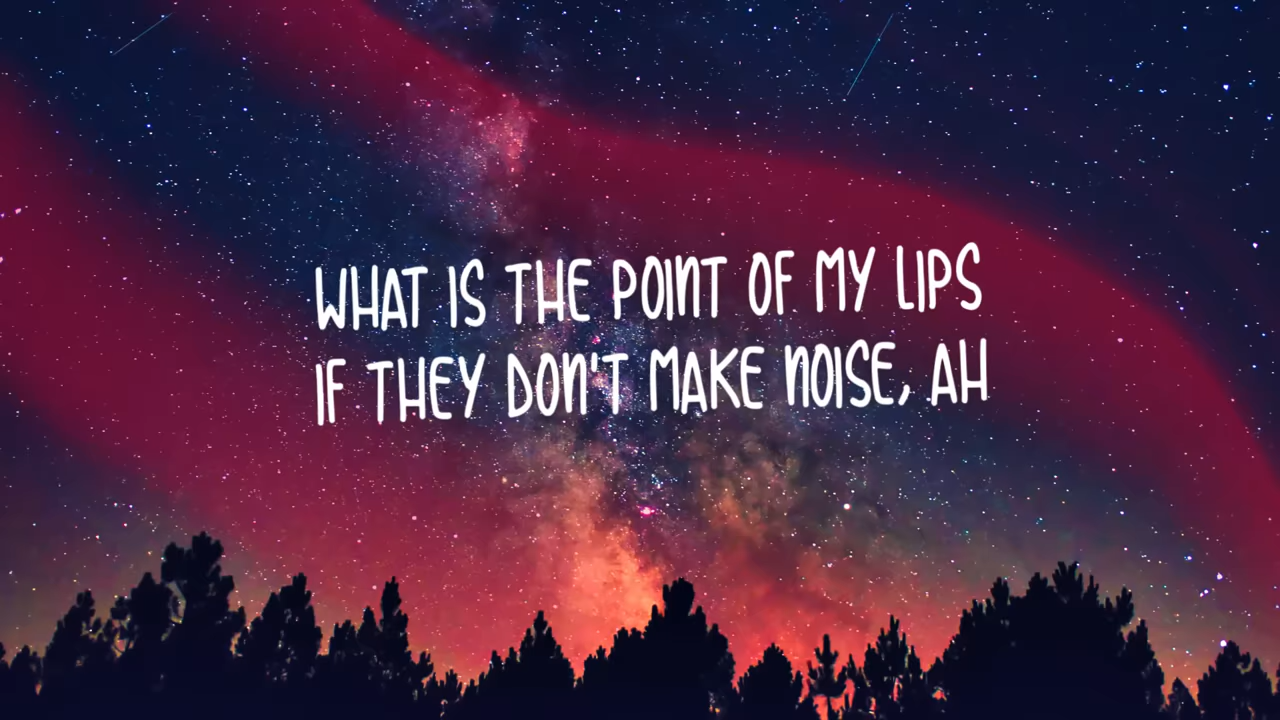 WHAT IS THE POINT OF MY LIPS
IF THEY DON'T MAKE NOISE, AH